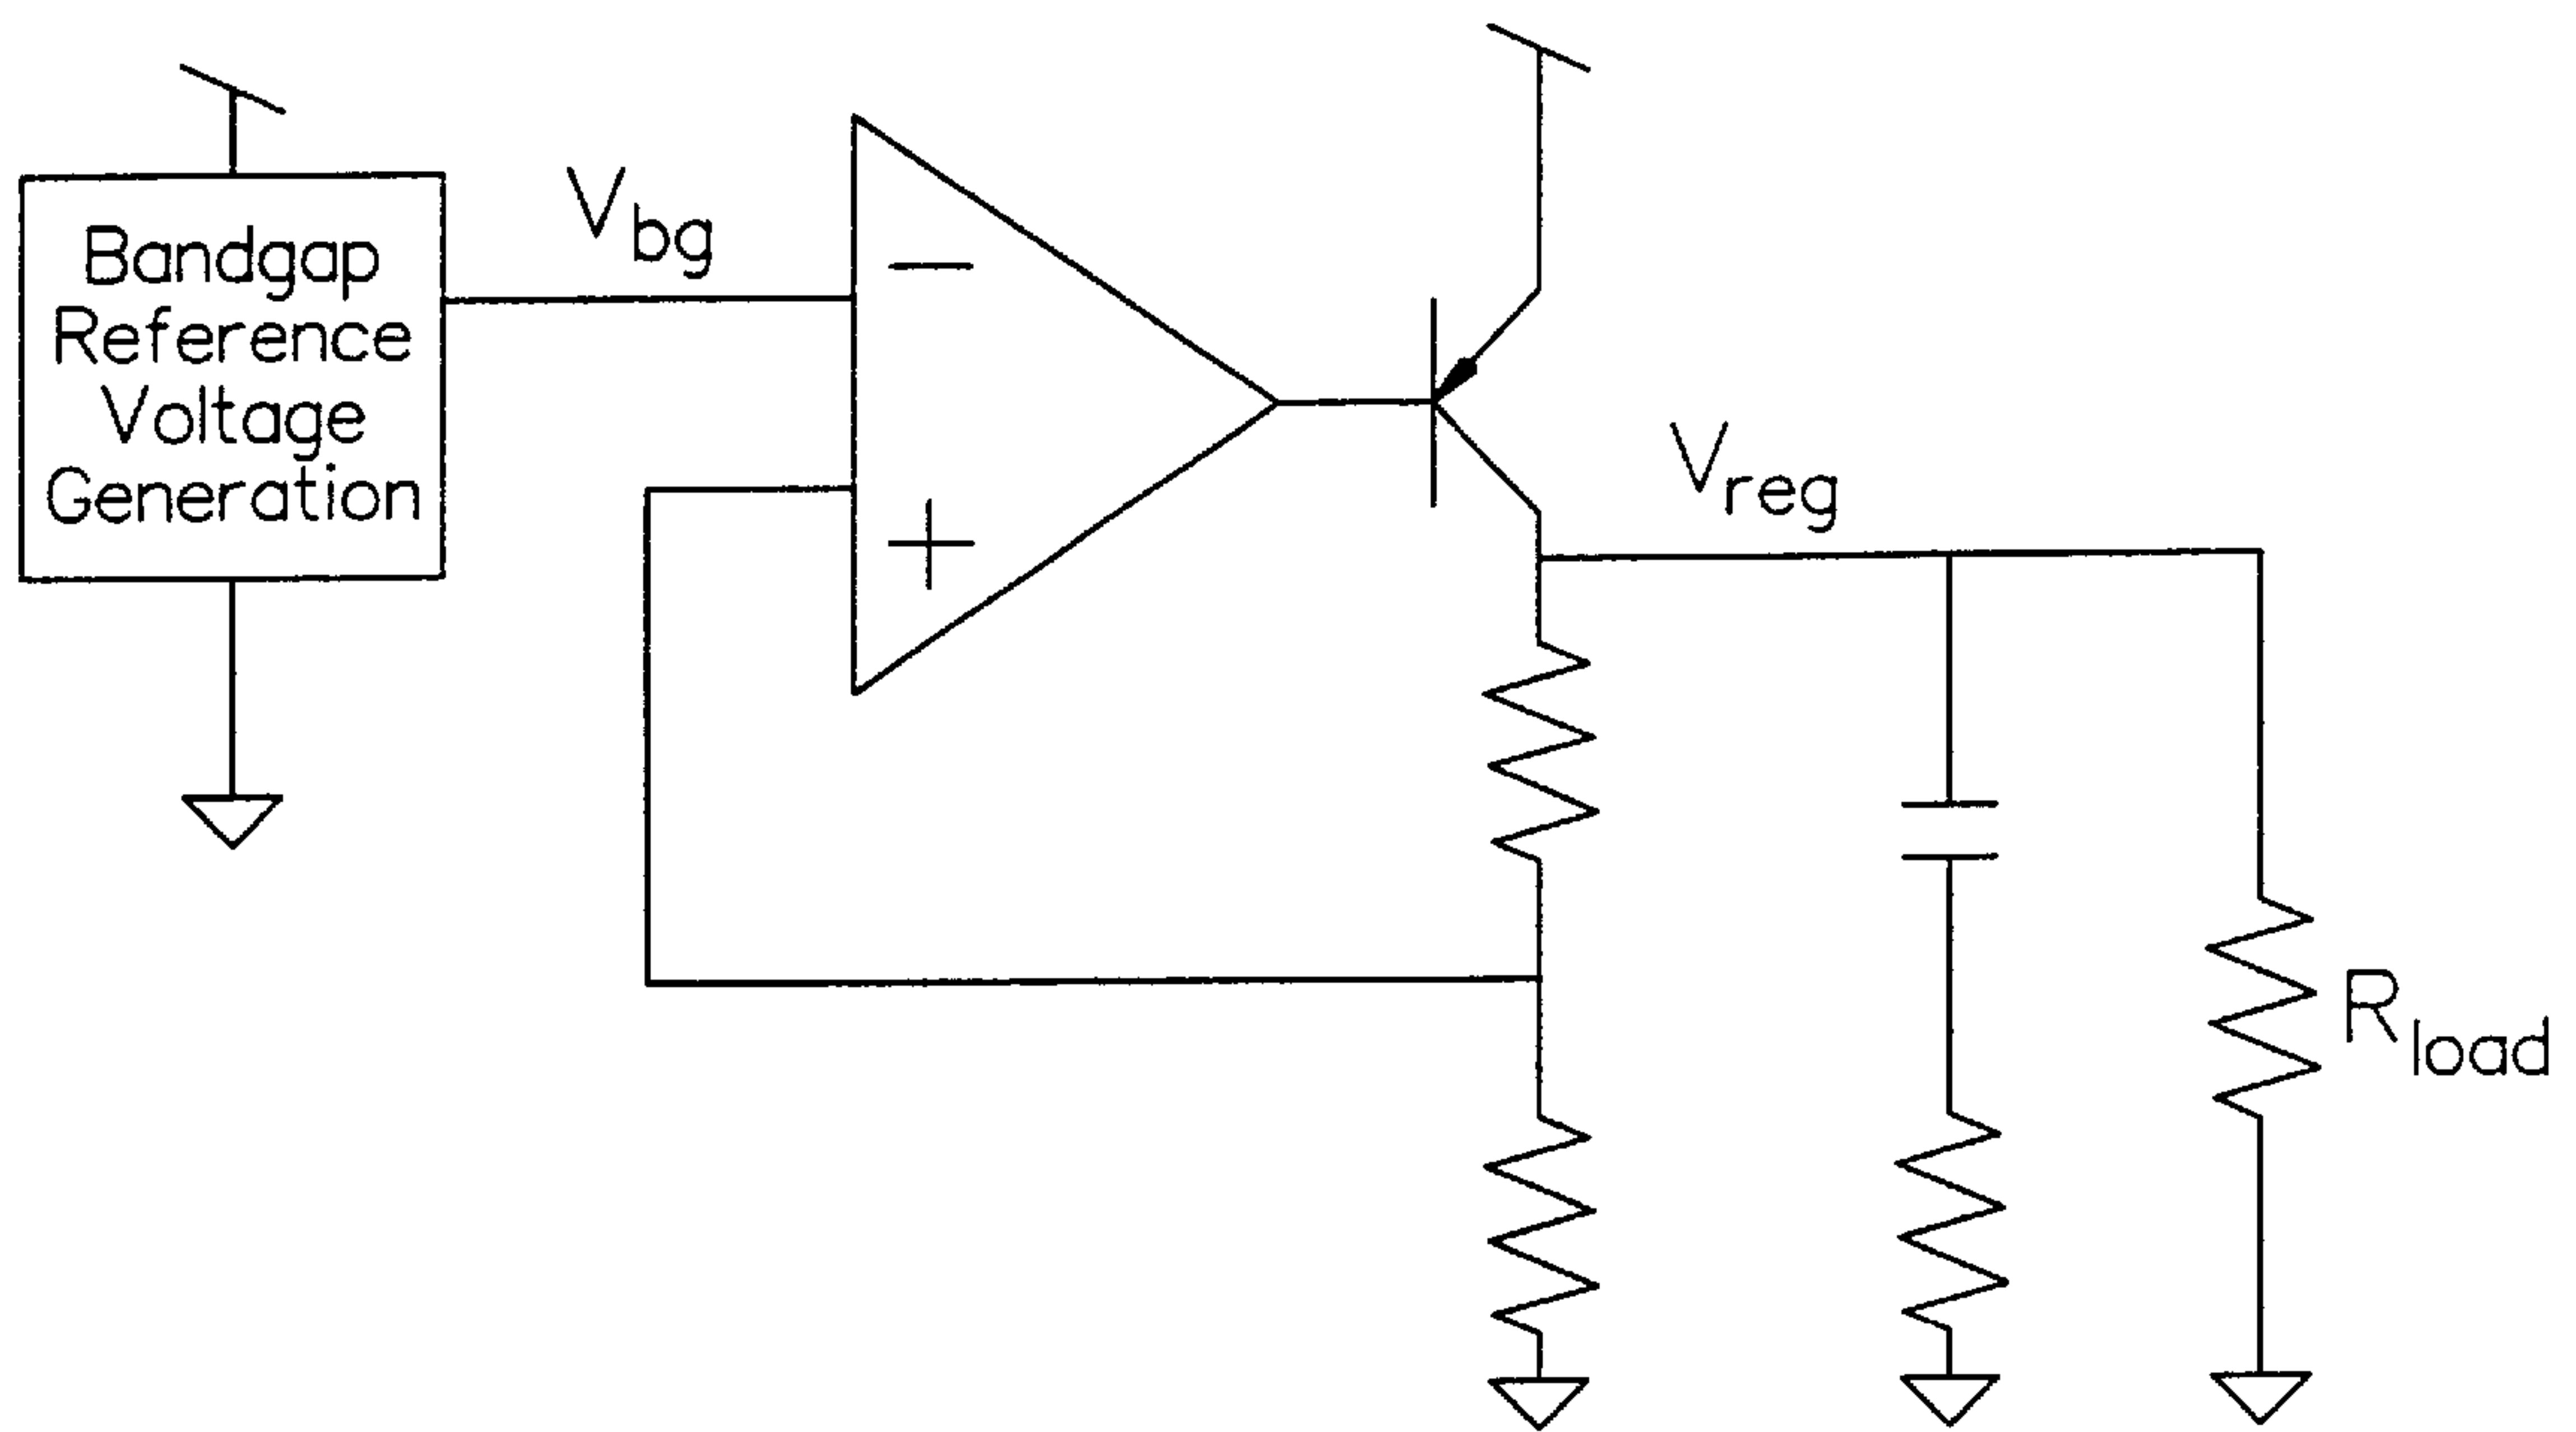 Bandgap
Reference
Voltage
Generation
Vbg
−
+
Vreg
Rload